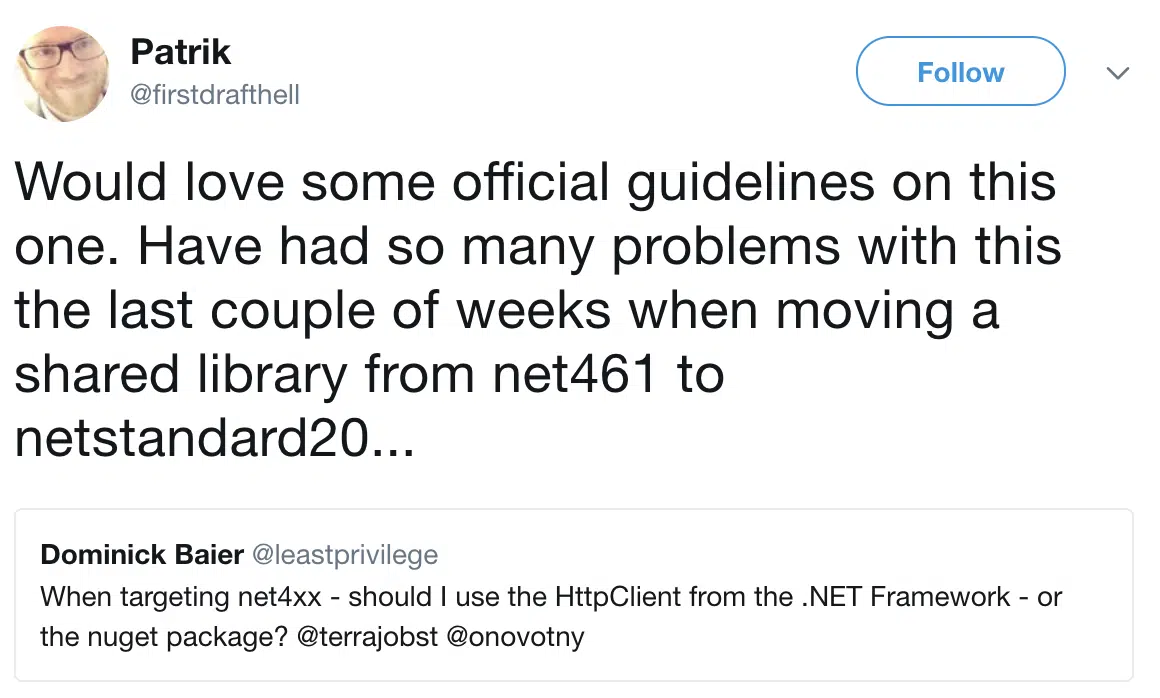 Patrik
@firstdrafthell
Follow
Would love some official guidelines on this
one. Have had so many problems with this
the last couple of weeks when moving a
shared library from net461 to
netstandard20...
Dominick Baier @leastprivilege
When targeting net4xx - should I use the HttpClient from the .NET Framework - or
the nuget package? @terrajobst @onovotny